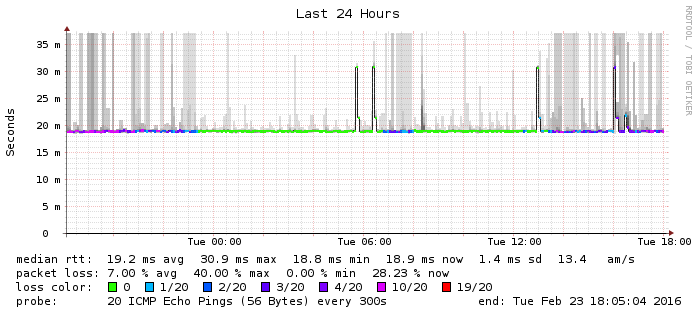 Last 24 Hours
RRDTOOL / TOBI OETIKER
Seconds
35 m
30 m
25 m
20 m
15 m
10 m
5 m
0
Tue 00:00 Tue 06:00 Tue 12:00 Tue 18:00
median rtt: 19.2 ms avg 30.9 ms max 18.8 ms min 18.9 ms now 1.4 ms sd 13.4 am/s
packet loss: 7.00 % avg 40.00 % max 0.00 % min 28.23 % now
loss color: 0 1/20 2/20 3/20 4/20 10/20 19/20
probe: 20 ICMP Echo Pings (56 Bytes) every 300s end: Tue Feb 23 18:05:04 2016